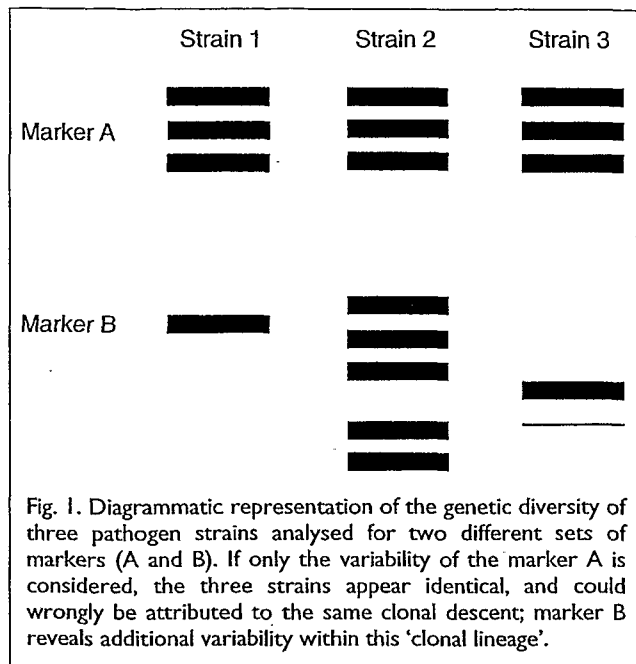 Strain 1 Strain 2 Strain 3
Marker A
Marker B
Fig. 1. Diagrammatic representation of the genetic diversity of
three pathogen strains analysed for two different sets of
markers (A and B). If only the variability of the marker A is
considered, the three strains appear identical, and could
wrongly be attributed to the same clonal descent; marker B
reveals additional variability within this ‘clonal lineage’.